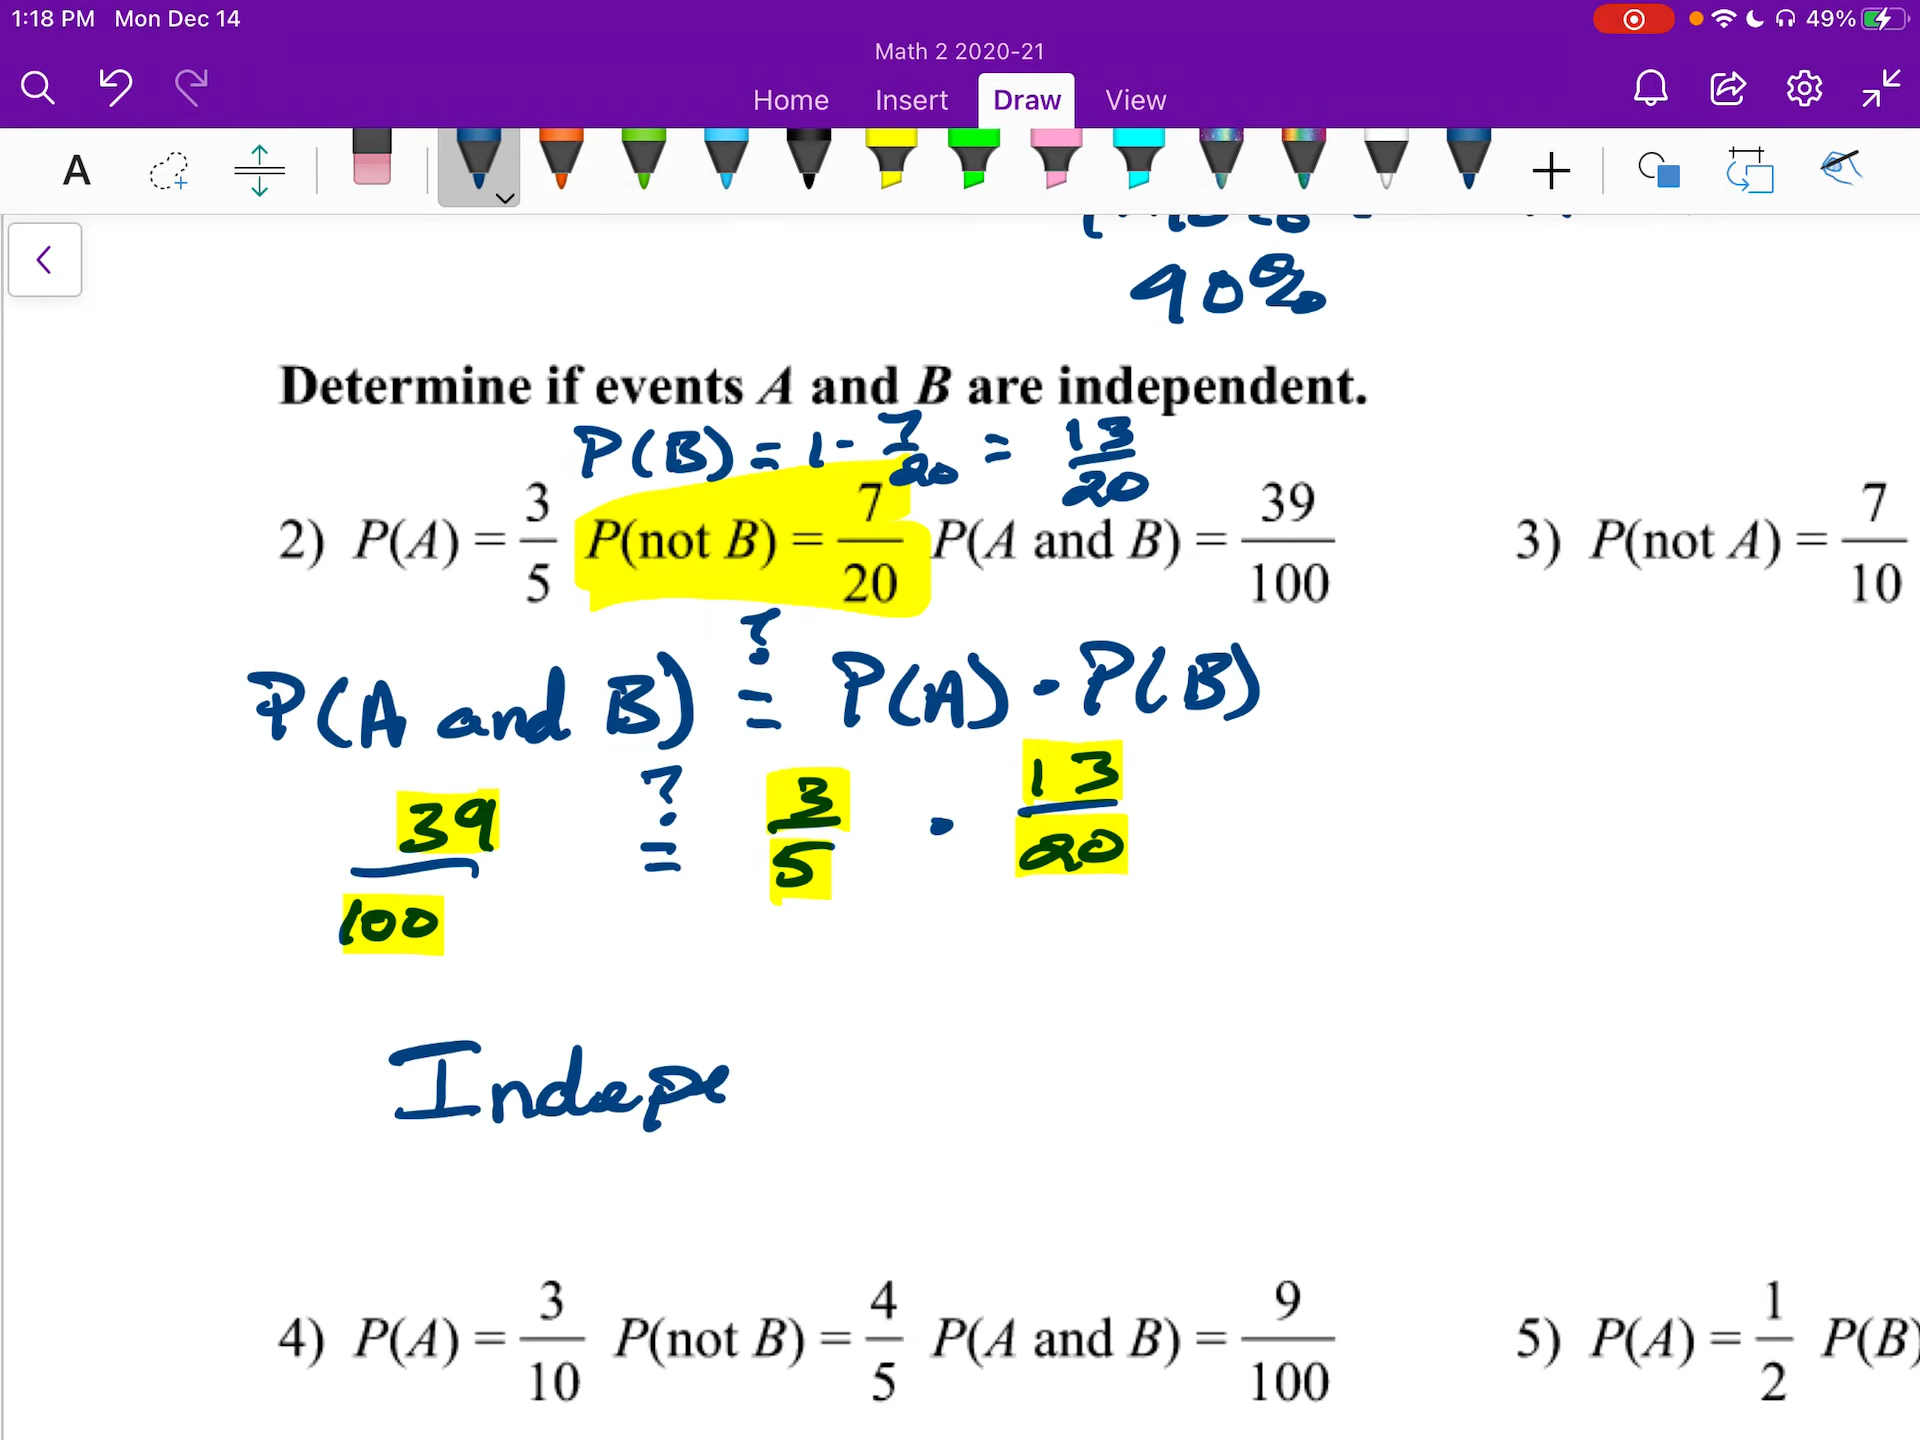 1:18 PM Mon Dec 14
49%
Math 2 2020-21
Home Insert Draw View
A
90%
Determine if events A and B are independent.
P(B) = 1 - 7/20 = 13/20
2) P(A) = 3/5 P(not B) = 7/20 P(A and B) = 39/100
3) P(not A) = 7/10
P(A and B) ?= P(A) · P(B)
39/100 ?= 3/5 · 13/20
Indepe
4) P(A) = 3/10 P(not B) = 4/5 P(A and B) = 9/100
5) P(A) = 1/2 P(B)